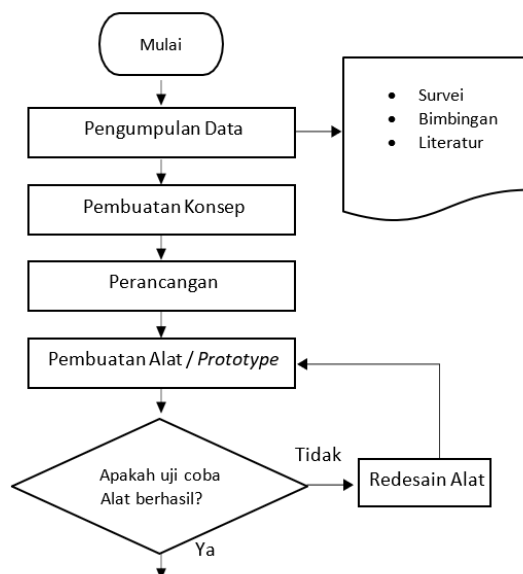 Mulai
Pengumpulan Data
• Survei
• Bimbingan
• Literatur
Pembuatan Konsep
Perancangan
Pembuatan Alat / Prototype
Apakah uji coba
Alat berhasil?
Tidak
Redesain Alat
Ya